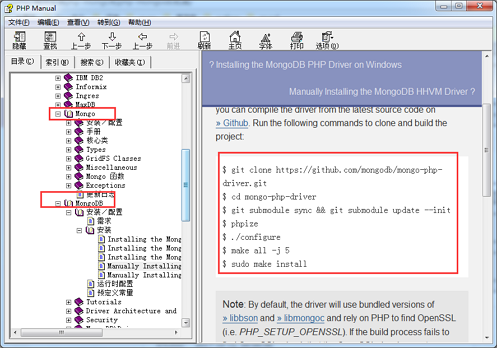 PHP Manual
文件(F) 编辑(E) 查看(V) 转到(G) 帮助(H)
隐藏 查找 上一步 下一步 上一步 前进 刷新 主页 字体 打印 选项(O)
目录(C) 索引(N) 搜索(S) 收藏夹(I)
IBM DB2
Informix
Ingres
MaxDB
Mongo
安装／配置
手册
核心类
Types
GridFS Classes
Miscellaneous
Mongo 函数
Exceptions
更新日志
MongoDB
安装／配置
需求
安装
Installing the Mong
Installing the Mong
Installing the Mong
Manually Installing
Manually Installing
运行时配置
预定义常量
Tutorials
Driver Architecture and
Security
? Installing the MongoDB PHP Driver on Windows
Manually Installing the MongoDB HHVM Driver ?
you can compile the driver from the latest source code on
» Github. Run the following commands to clone and build the
project:
$ git clone https://github.com/mongodb/mongo-php-
driver.git
$ cd mongo-php-driver
$ git submodule sync && git submodule update --init
$ phpize
$ ./configure
$ make all -j 5
$ sudo make install
Note: By default, the driver will use bundled versions of
» libbson and » libmongoc and rely on PHP to find OpenSSL
(i.e. PHP_SETUP_OPENSSL). If the build process fails to